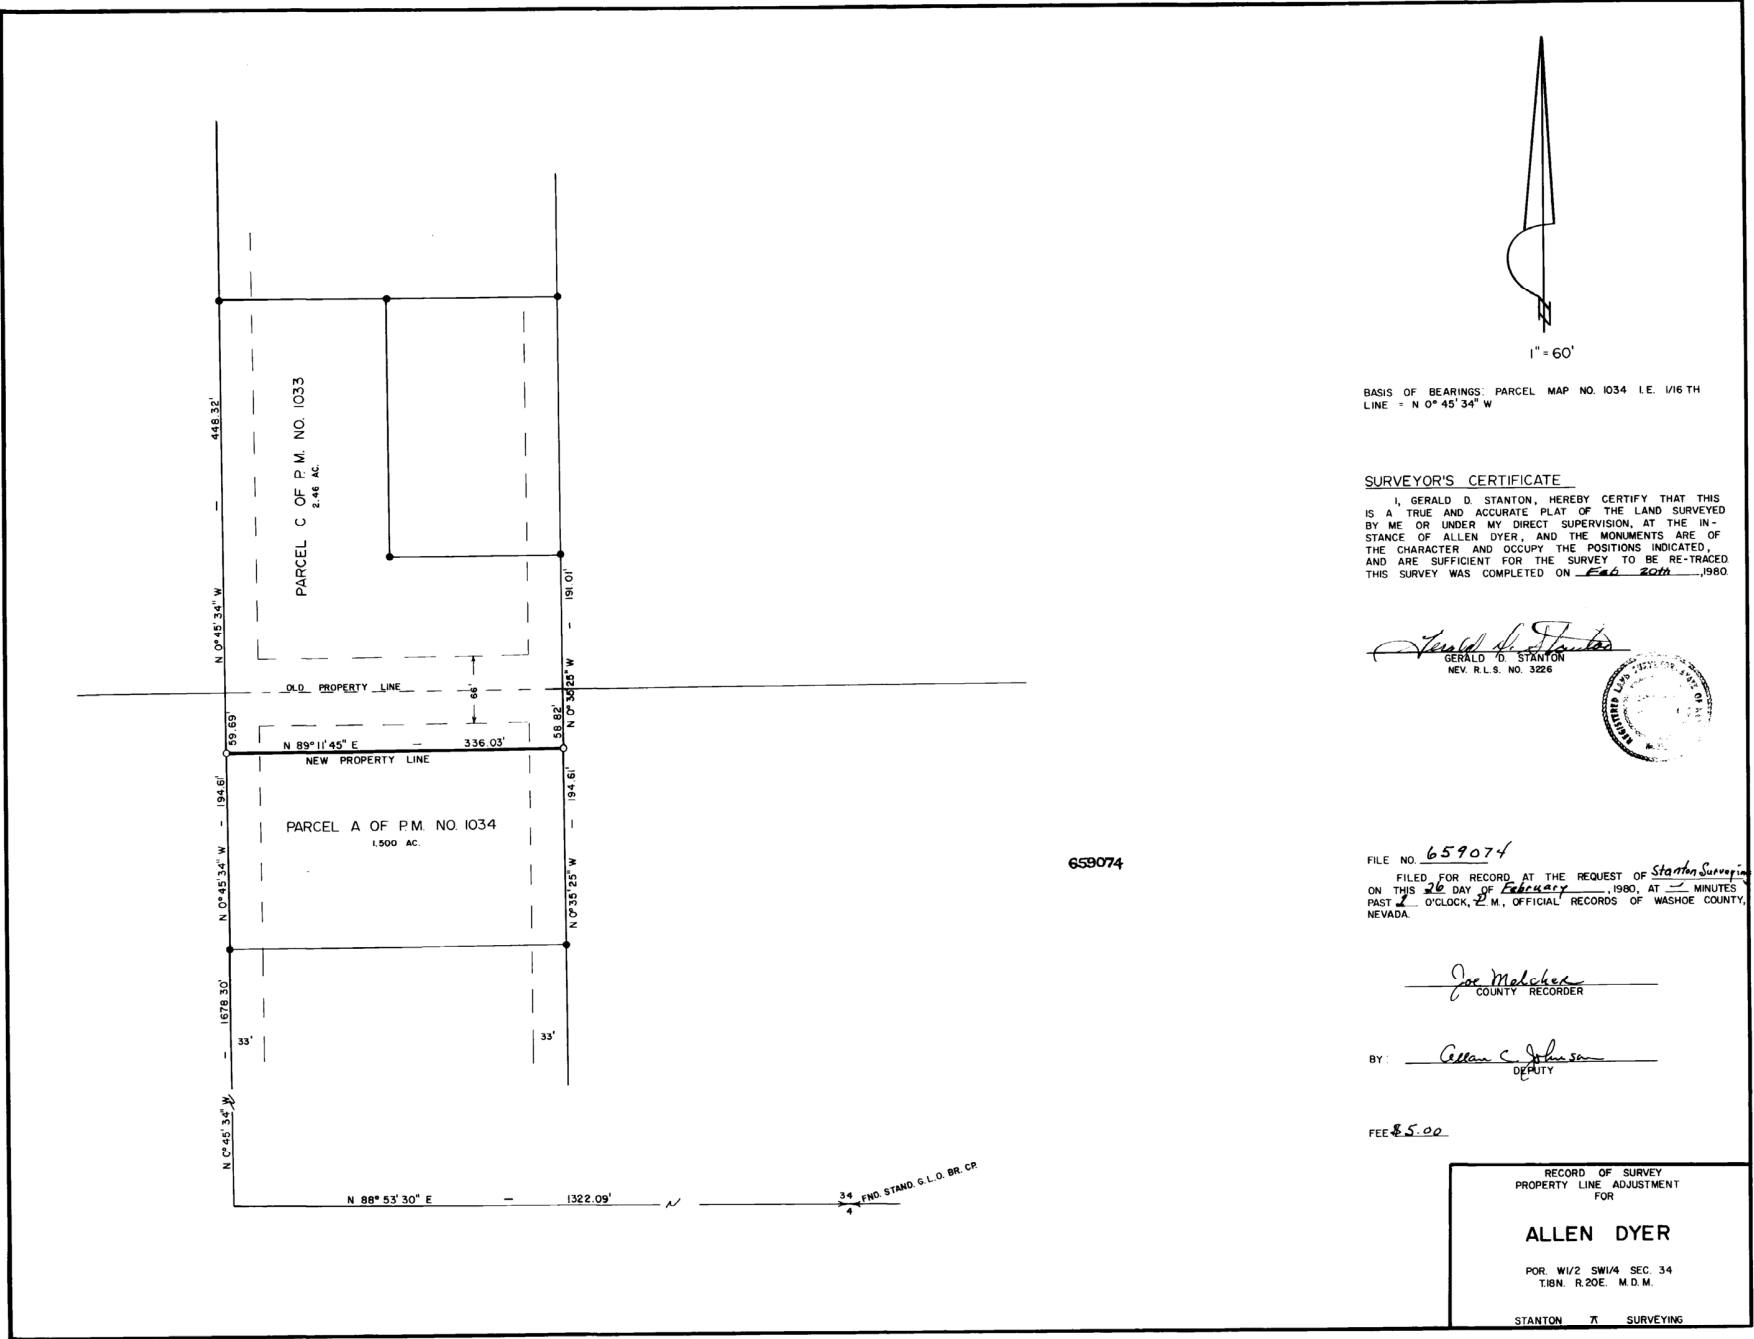 1" = 60'
BASIS OF BEARINGS: PARCEL MAP NO. 1034 I.E. 1/16 TH
LINE = N 0° 45' 34" W
SURVEYOR'S CERTIFICATE
I, GERALD D. STANTON, HEREBY CERTIFY THAT THIS
IS A TRUE AND ACCURATE PLAT OF THE LAND SURVEYED
BY ME OR UNDER MY DIRECT SUPERVISION, AT THE IN-
STANCE OF ALLEN DYER, AND THE MONUMENTS ARE OF
THE CHARACTER AND OCCUPY THE POSITIONS INDICATED,
AND ARE SUFFICIENT FOR THE SURVEY TO BE RE-TRACED.
THIS SURVEY WAS COMPLETED ON Feb 20th, 1980.
Gerald D. Stanton
GERALD D. STANTON
NEV. R.L.S. NO. 3226
REGISTERED LAND SURVEYOR STATE OF
No.
448.32'
N 0° 45' 34" W
PARCEL C OF P.M. NO. 1033
2.46 AC.
191.01'
N 0° 35' 25" W
OLD PROPERTY LINE
66'
59.69'
58.82'
N 89° 11' 45" E – 336.03'
NEW PROPERTY LINE
N 0° 45' 34" W – 194.61'
N 0° 35' 25" W – 194.61'
PARCEL A OF P.M. NO. 1034
1.500 AC.
659074
1678.30'
N 0° 45' 34" W
33'
33'
N 88° 53' 30" E – 1322.09'
34
4
FND. STAND. G.L.O. BR. CP.
FILE NO. 659074
FILED FOR RECORD AT THE REQUEST OF Stanton Surveying
ON THIS 26 DAY OF February, 1980, AT — MINUTES
PAST O'CLOCK, P.M., OFFICIAL RECORDS OF WASHOE COUNTY,
NEVADA.
Joe Melcher
COUNTY RECORDER
BY: Allan C. Johnson
DEPUTY
FEE $5.00
RECORD OF SURVEY
PROPERTY LINE ADJUSTMENT
FOR
ALLEN DYER
POR. W1/2 SW1/4 SEC. 34
T.18N. R.20E. M.D.M.
STANTON SURVEYING